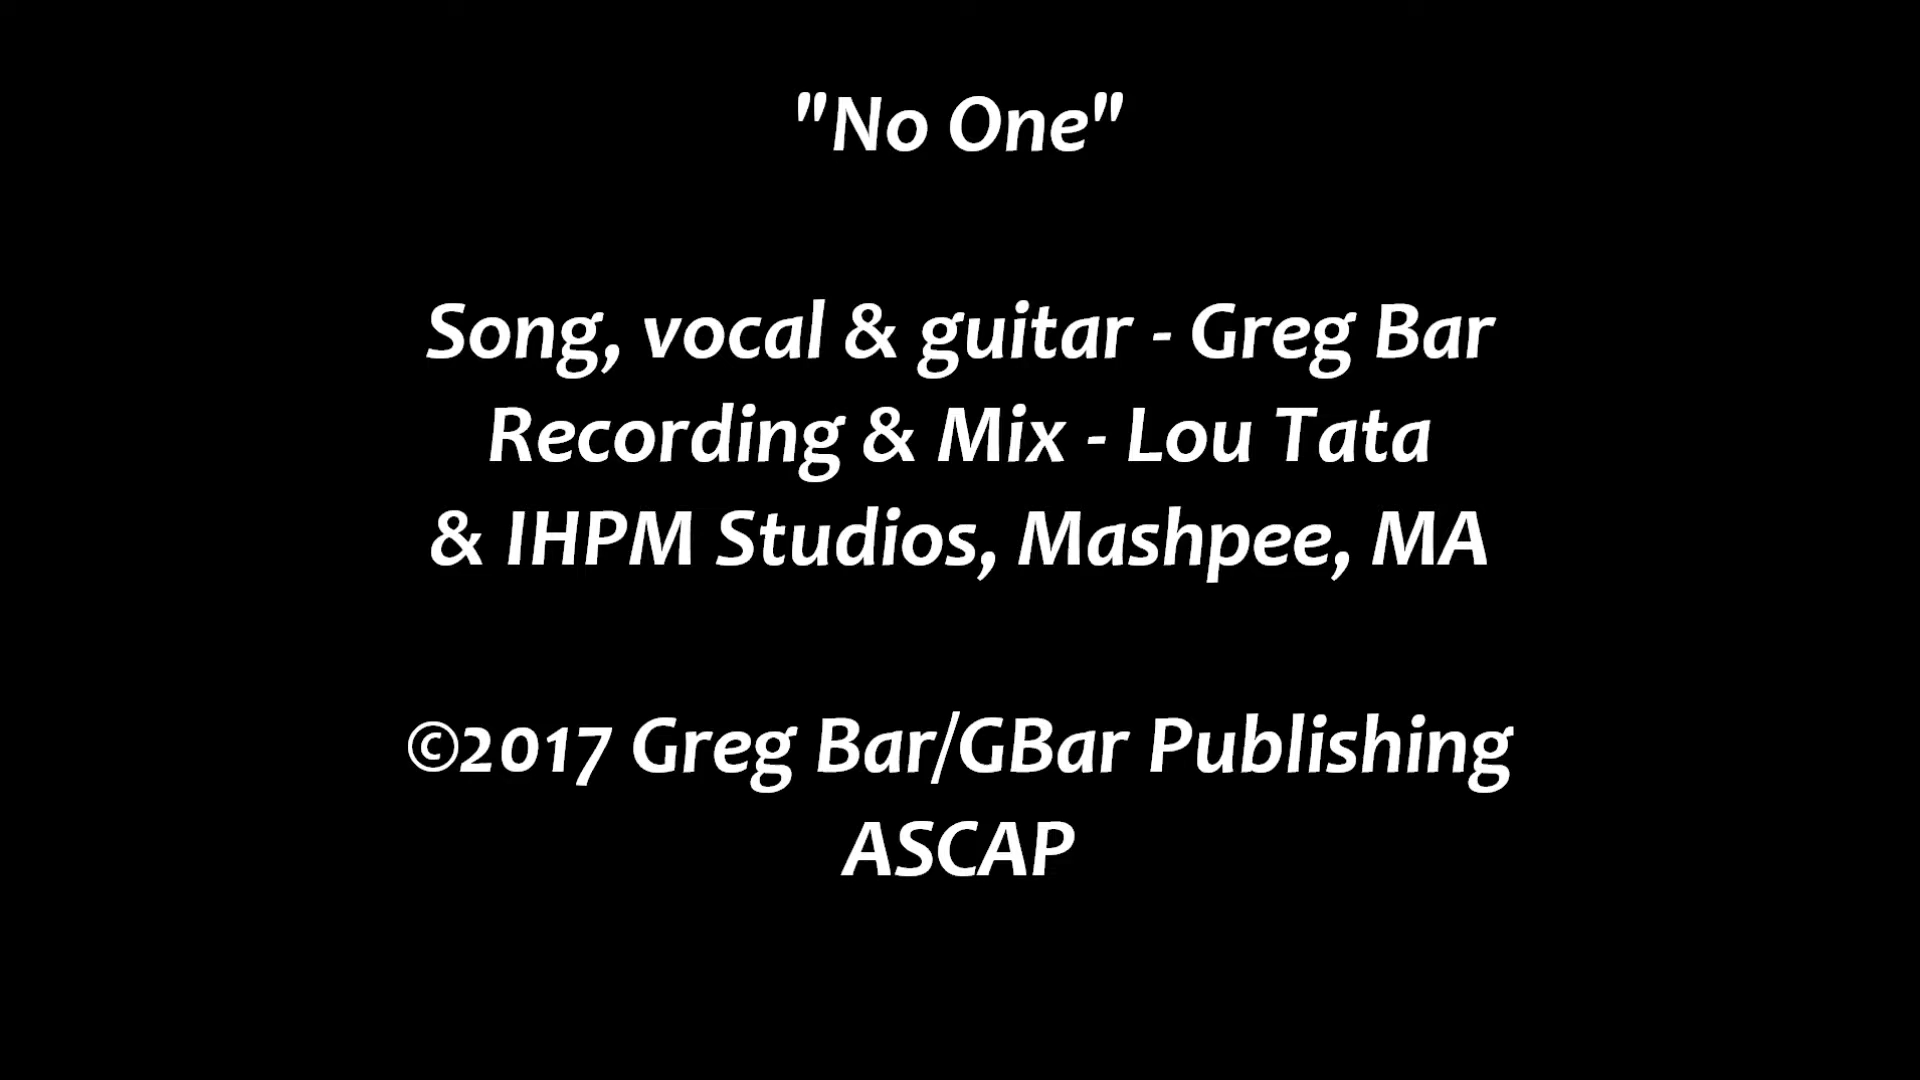 "No One"
Song, vocal & guitar - Greg Bar
Recording & Mix - Lou Tata
& IHPM Studios, Mashpee, MA
©2017 Greg Bar/GBar Publishing
ASCAP